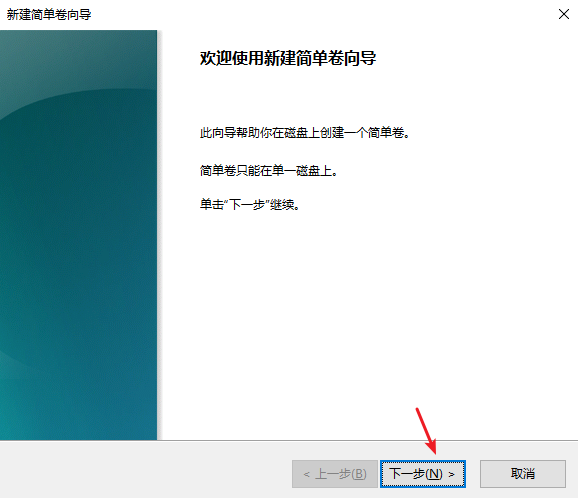 新建简单卷向导
欢迎使用新建简单卷向导
此向导帮助你在磁盘上创建一个简单卷。
简单卷只能在单一磁盘上。
单击“下一步”继续。
< 上一步(B)
下一步(N) >
取消